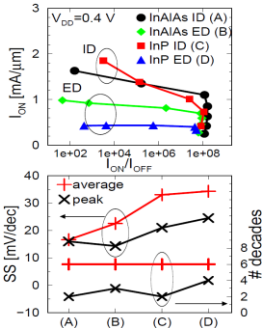 V_DD=0.4 V
InAlAs ID (A)
InAlAs ED (B)
InP ID (C)
InP ED (D)
ID
ED
I_ON [mA/μm]
3
2
1
0
1e+02 1e+04 1e+06 1e+08
I_ON/I_OFF
SS [mV/dec]
40
30
20
10
0
-10
average
peak
8
6
4
2
0
# decades
(A) (B) (C) (D)